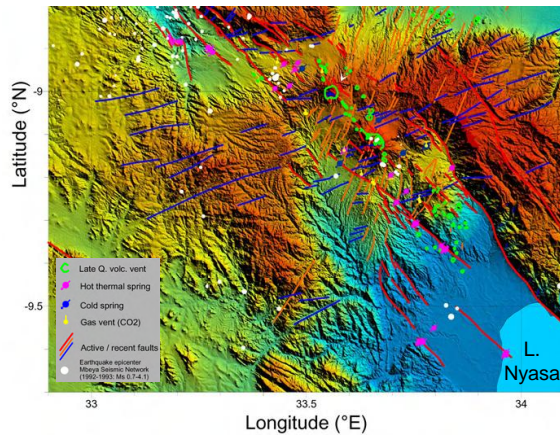 Latitude (°N)
-9
-9.5
Late Q. volc. vent
Hot thermal spring
Cold spring
Gas vent (CO2)
Active / recent faults
Earthquake epicenter
Mbeya Seismic Network
(1992-1993: Ms 0.7-4.1)
L.
Nyasa
33
33.5
34
Longitude (°E)